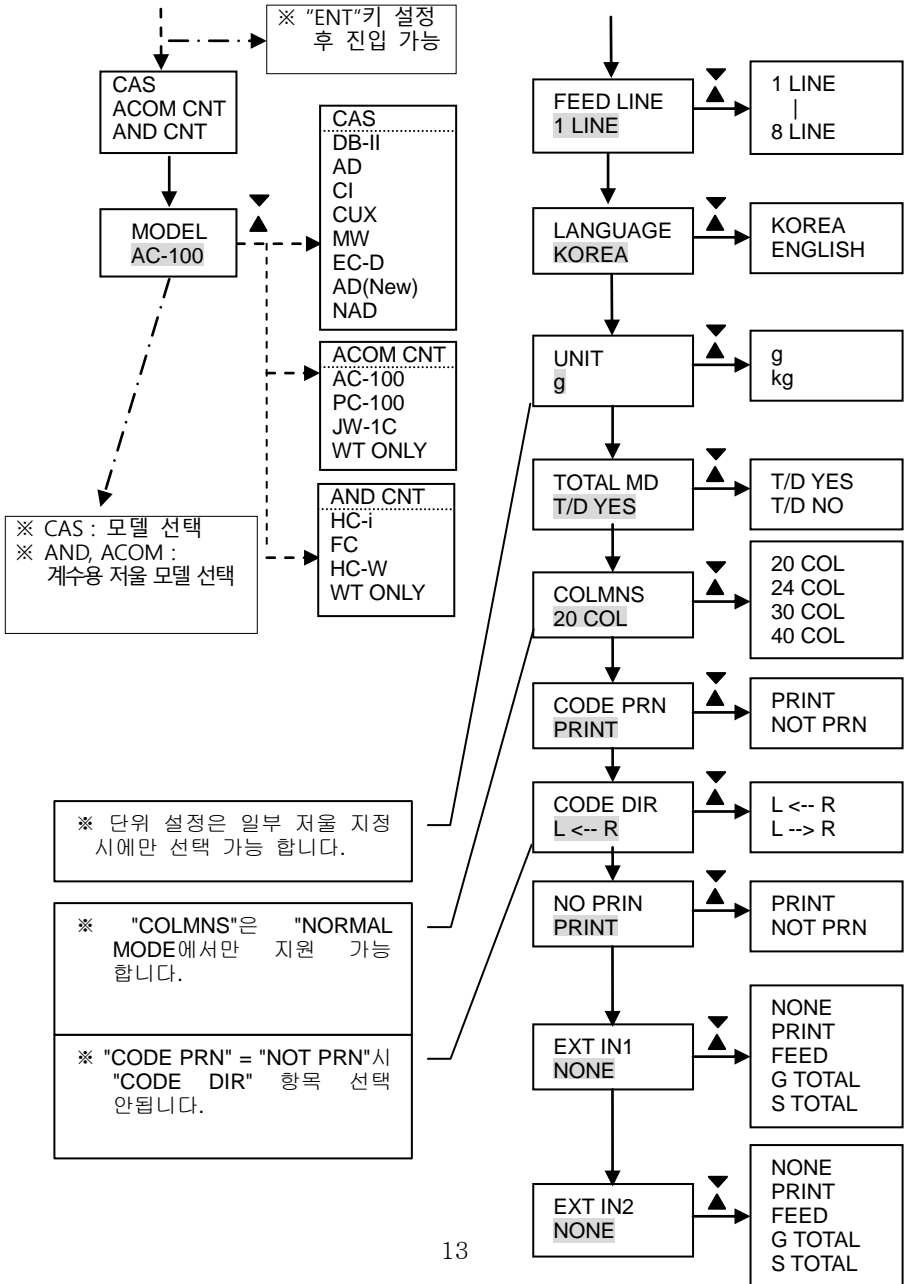 ※ "ENT"키 설정
후 진입 가능
CAS
ACOM CNT
AND CNT
MODEL
AC-100
CAS
DB-II
AD
CI
CUX
MW
EC-D
AD(New)
NAD
ACOM CNT
AC-100
PC-100
JW-1C
WT ONLY
AND CNT
HC-i
FC
HC-W
WT ONLY
※ CAS : 모델 선택
※ AND, ACOM :
계수용 저울 모델 선택
※ 단위 설정은 일부 저울 지정
시에만 선택 가능 합니다.
※ "COLMNS"은 "NORMAL
MODE에서만 지원 가능
합니다.
※ "CODE PRN" = "NOT PRN"시
"CODE DIR" 항목 선택
안됩니다.
FEED LINE
1 LINE
1 LINE
|
8 LINE
LANGUAGE
KOREA
KOREA
ENGLISH
UNIT
g
g
kg
TOTAL MD
T/D YES
T/D YES
T/D NO
COLMNS
20 COL
20 COL
24 COL
30 COL
40 COL
CODE PRN
PRINT
PRINT
NOT PRN
CODE DIR
L <-- R
L <-- R
L --> R
NO PRIN
PRINT
PRINT
NOT PRN
EXT IN1
NONE
NONE
PRINT
FEED
G TOTAL
S TOTAL
EXT IN2
NONE
NONE
PRINT
FEED
G TOTAL
S TOTAL
13